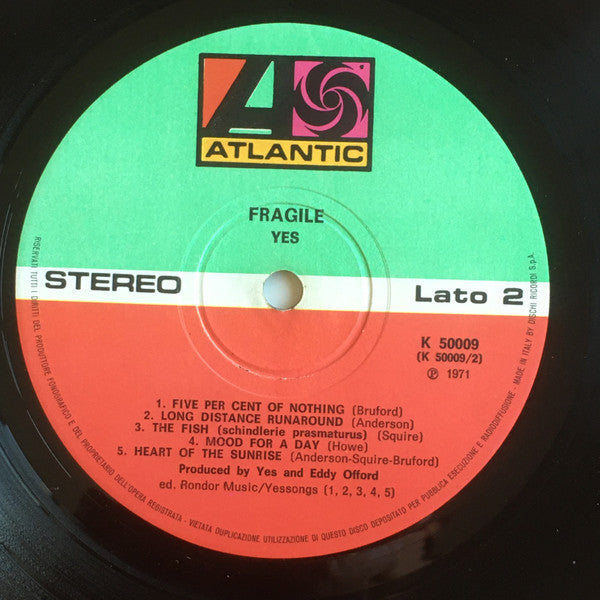 ATLANTIC
FRAGILE
YES
STEREO
Lato 2
K 50009
(K 50009/2)
℗ 1971
1. FIVE PER CENT OF NOTHING (Bruford)
2. LONG DISTANCE RUNAROUND (Anderson)
3. THE FISH (schindlerie prasmaturus) (Squire)
4. MOOD FOR A DAY (Howe)
5. HEART OF THE SUNRISE (Anderson-Squire-Bruford)
Produced by Yes and Eddy Offord
ed. Rondor Music/Yessongs (1, 2, 3, 4, 5)
RISERVATI TUTTI I DIRITTI DEL PRODUTTORE FONOGRAFICO E DEL PROPRIETARIO DELL'OPERA REGISTRATA - VIETATA DUPLICAZIONE UTILIZZAZIONE DI QUESTO DISCO DEPOSITATO PER PUBBLICA ESECUZIONE E RADIODIFFUSIONE - MADE IN ITALY BY DISCHI RICORDI S.p.A.